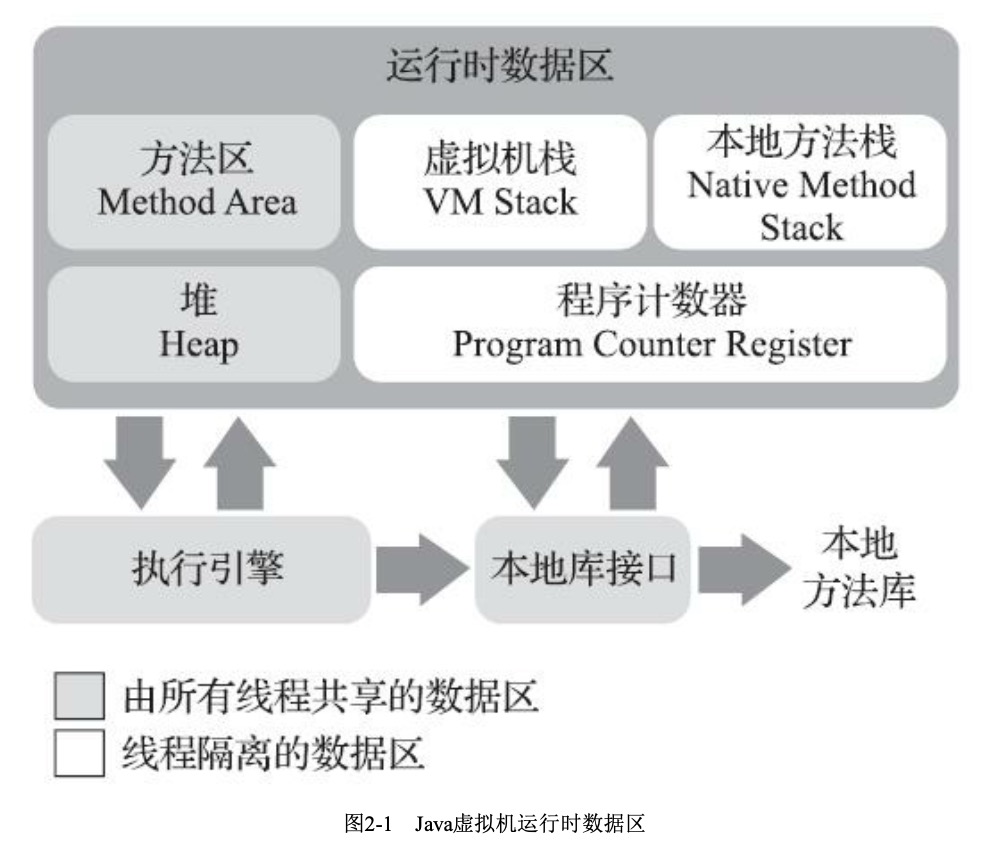 运行时数据区
方法区
Method Area
虚拟机栈
VM Stack
本地方法栈
Native Method
Stack
堆
Heap
程序计数器
Program Counter Register
执行引擎
本地库接口
本地
方法库
由所有线程共享的数据区
线程隔离的数据区
图2-1 Java虚拟机运行时数据区